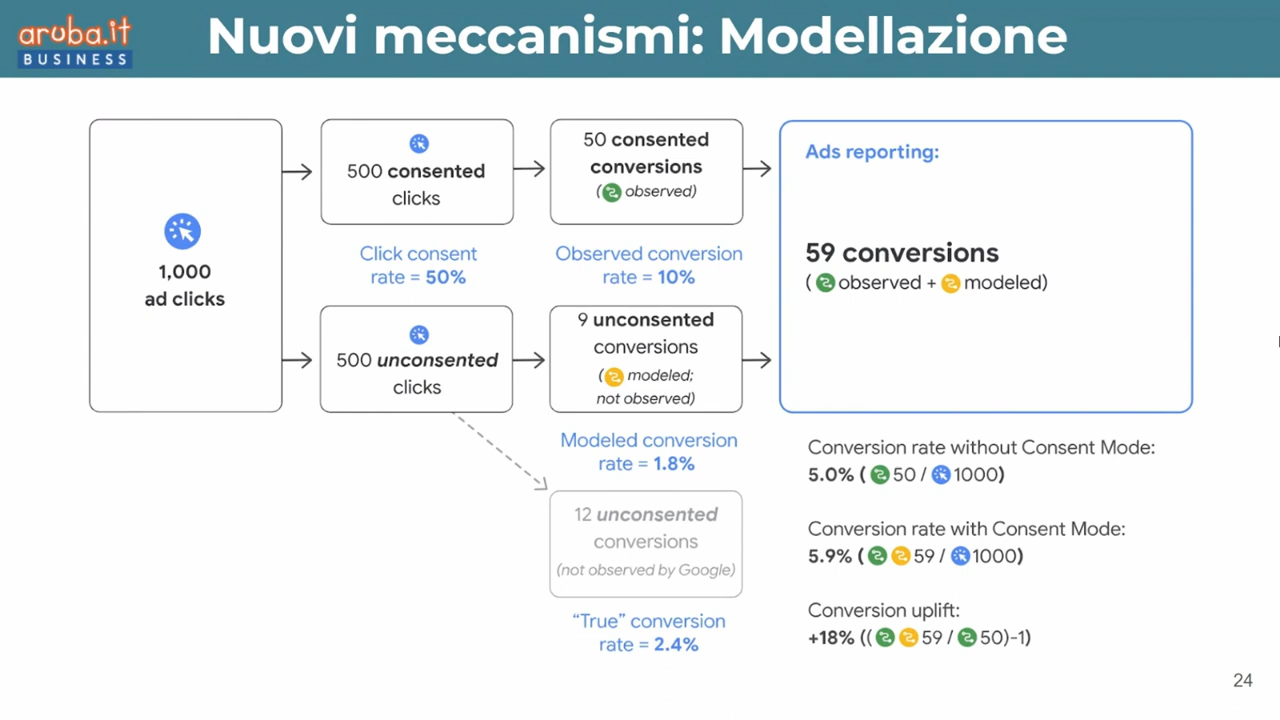 aruba.it
BUSINESS
Nuovi meccanismi: Modellazione
1,000
ad clicks
500 consented
clicks
Click consent
rate = 50%
50 consented
conversions
( observed)
Observed conversion
rate = 10%
500 unconsented
clicks
9 unconsented
conversions
( modeled;
not observed)
Modeled conversion
rate = 1.8%
12 unconsented
conversions
(not observed by Google)
“True” conversion
rate = 2.4%
Ads reporting:
59 conversions
( observed + modeled)
Conversion rate without Consent Mode:
5.0% ( 50 / 1000)
Conversion rate with Consent Mode:
5.9% ( 59 / 1000)
Conversion uplift:
+18% (( 59 / 50)-1)
24